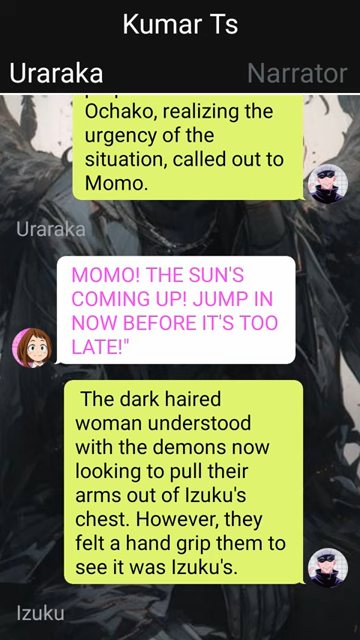 Kumar Ts
Uraraka
Narrator
Ochako, realizing the
urgency of the
situation, called out to
Momo.
Uraraka
MOMO! THE SUN'S
COMING UP! JUMP IN
NOW BEFORE IT'S TOO
LATE!"
The dark haired
woman understood
with the demons now
looking to pull their
arms out of Izuku's
chest. However, they
felt a hand grip them to
see it was Izuku's.
Izuku